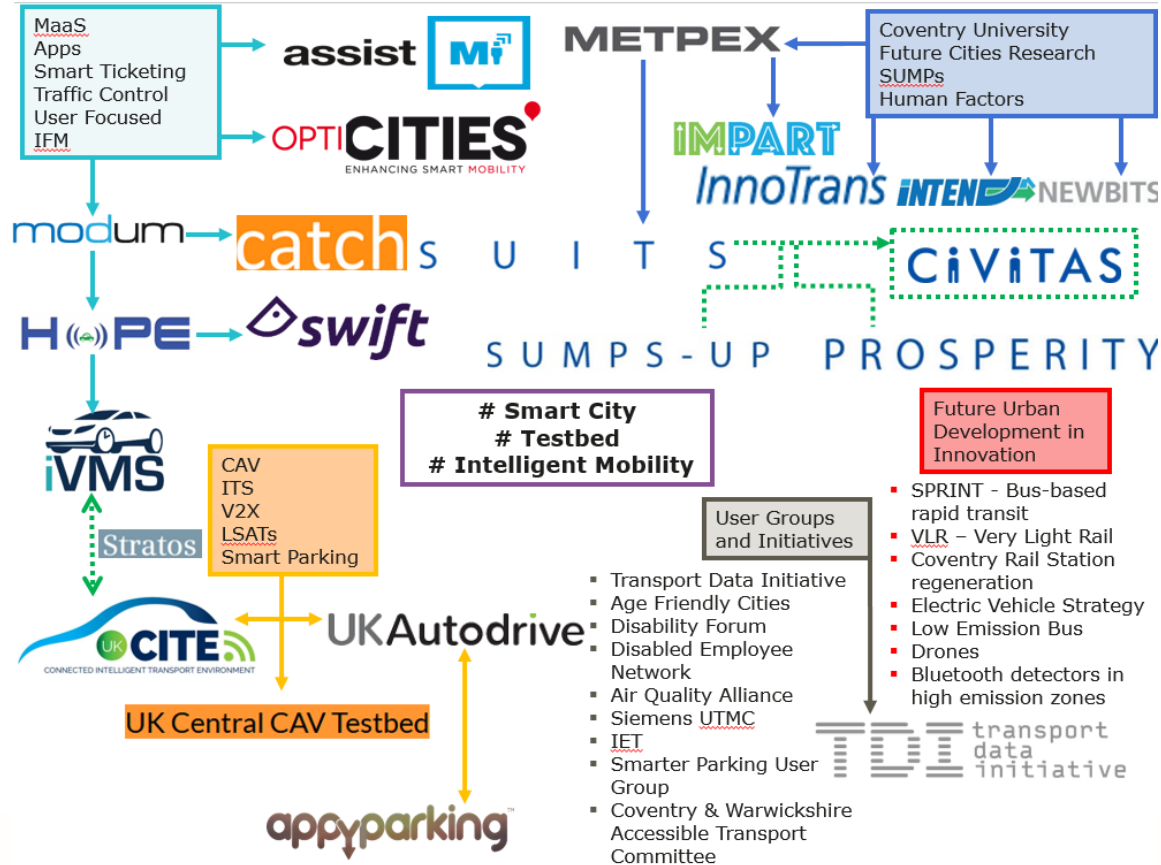 MaaS
Apps
Smart Ticketing
Traffic Control
User Focused
IFM
assist
Mi
OPTICITIES
ENHANCING SMART MOBILITY
METPEX
Coventry University
Future Cities Research
SUMPs
Human Factors
iMPART
InnoTrans
iNTEND
NEWBITS
modum
catch
S U I T S
CiViTAS
HOPE
swift
SUMPS-UP
PROSPERITY
# Smart City
# Testbed
# Intelligent Mobility
Future Urban
Development in
Innovation
iVMS
CAV
ITS
V2X
LSATs
Smart Parking
Stratos
▪ SPRINT - Bus-based
rapid transit
▪ VLR – Very Light Rail
▪ Coventry Rail Station
regeneration
▪ Electric Vehicle Strategy
▪ Low Emission Bus
▪ Drones
▪ Bluetooth detectors in
high emission zones
User Groups
and Initiatives
▪ Transport Data Initiative
▪ Age Friendly Cities
▪ Disability Forum
▪ Disabled Employee
Network
▪ Air Quality Alliance
▪ Siemens UTMC
▪ IET
▪ Smarter Parking User
Group
▪ Coventry & Warwickshire
Accessible Transport
Committee
UK CITE
CONNECTED INTELLIGENT TRANSPORT ENVIRONMENT
UKAutodrive
UK Central CAV Testbed
TDI
transport
data
initiative
appyparking™